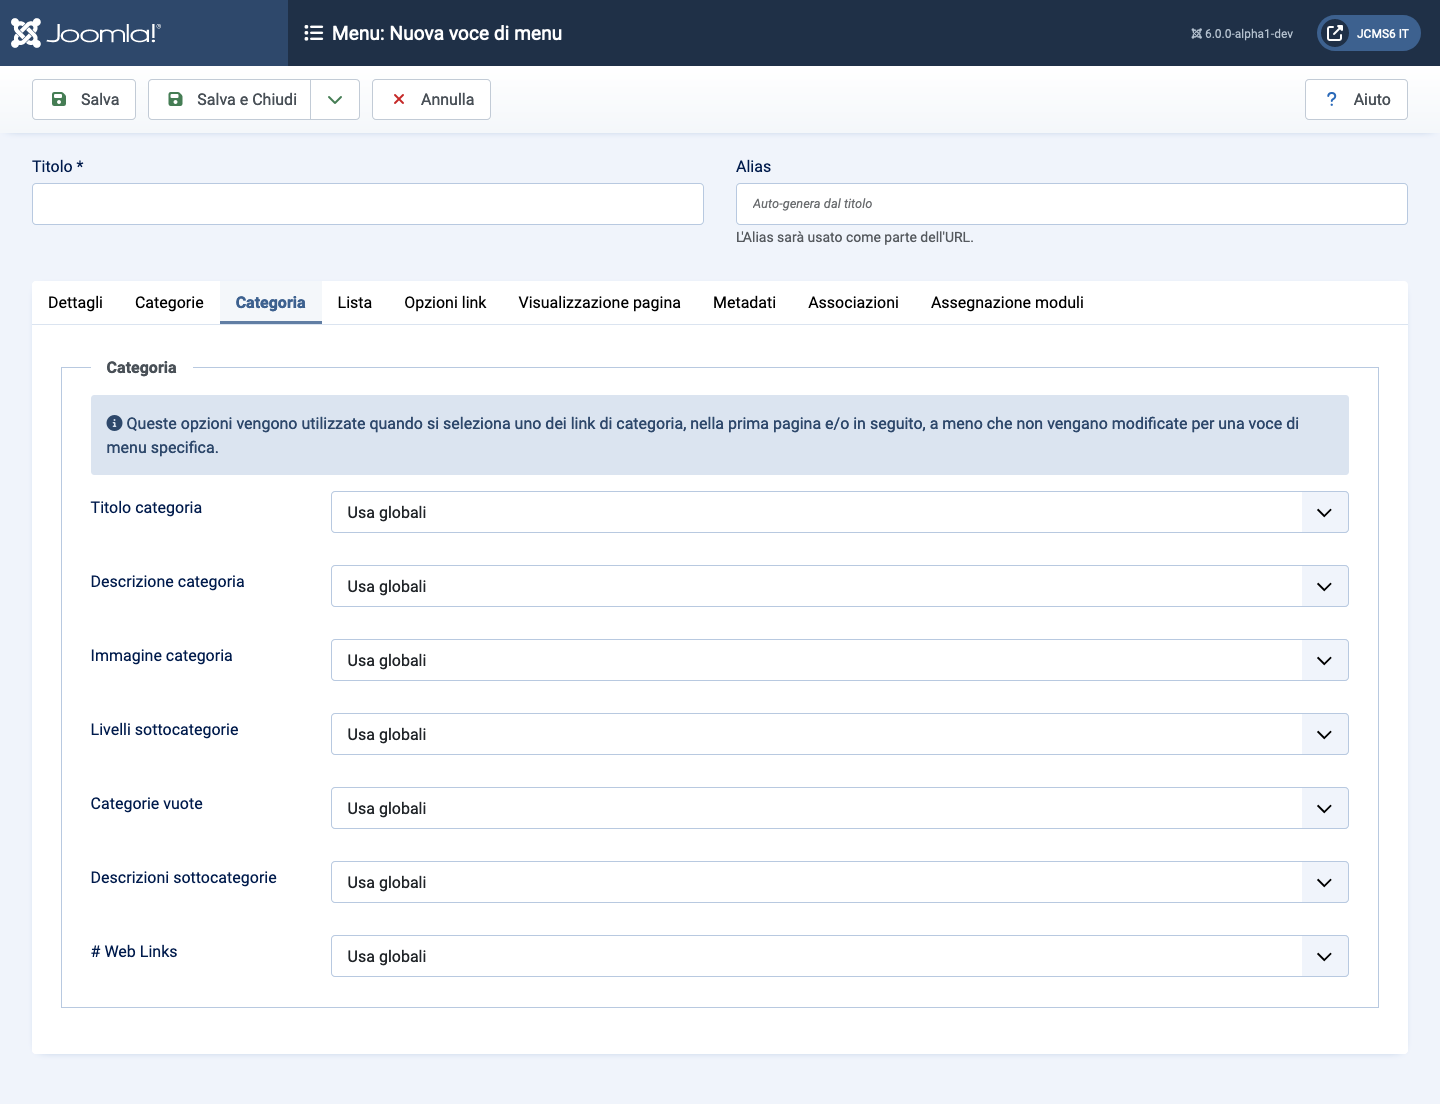 Joomla!®
Menu: Nuova voce di menu
6.0.0-alpha1-dev
JCMS6 IT
Salva
Salva e Chiudi
Annulla
? Aiuto
Titolo *
Alias
Auto-genera dal titolo
L'Alias sarà usato come parte dell'URL.
Dettagli Categorie Categoria Lista Opzioni link Visualizzazione pagina Metadati Associazioni Assegnazione moduli
Categoria
Queste opzioni vengono utilizzate quando si seleziona uno dei link di categoria, nella prima pagina e/o in seguito, a meno che non vengano modificate per una voce di
menu specifica.
Titolo categoria Usa globali
Descrizione categoria Usa globali
Immagine categoria Usa globali
Livelli sottocategorie Usa globali
Categorie vuote Usa globali
Descrizioni sottocategorie Usa globali
# Web Links Usa globali